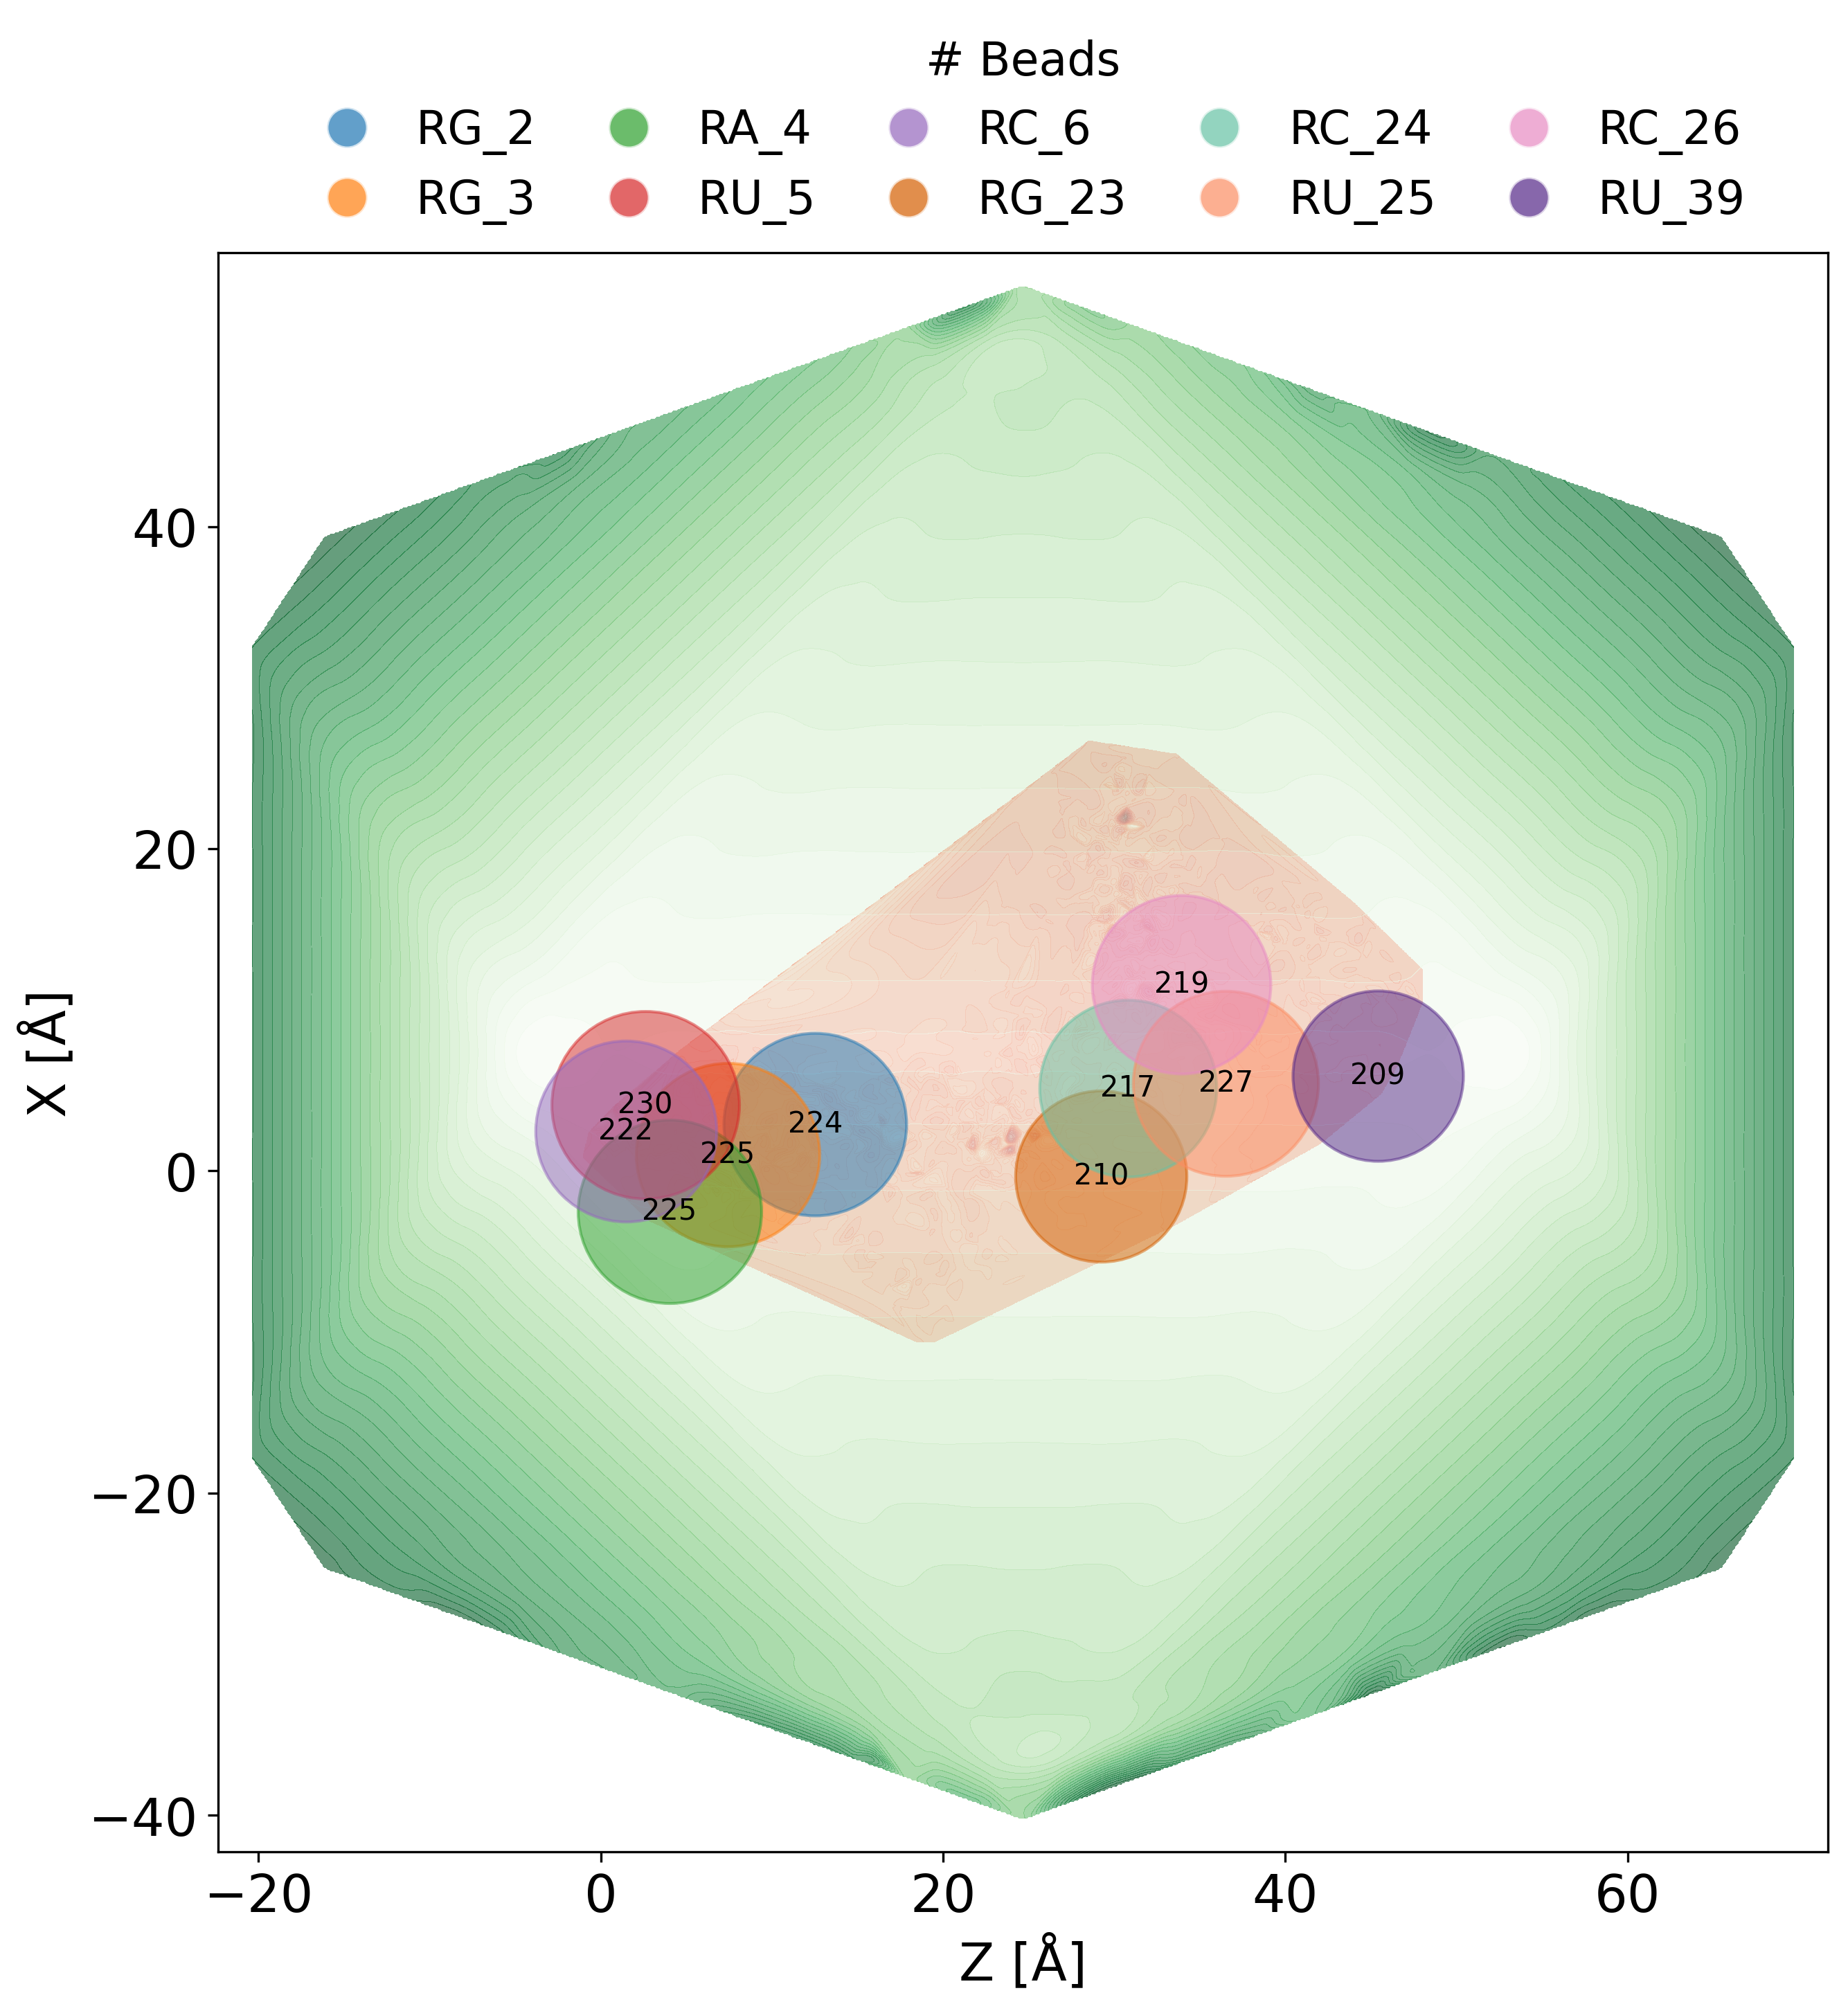 # Beads
RG_2 RA_4 RC_6 RC_24 RC_26
RG_3 RU_5 RG_23 RU_25 RU_39
40
20
0
−20
−40
X [Å]
219
230
222
224
225
225
217
227
209
210
−20 0 20 40 60
Z [Å]